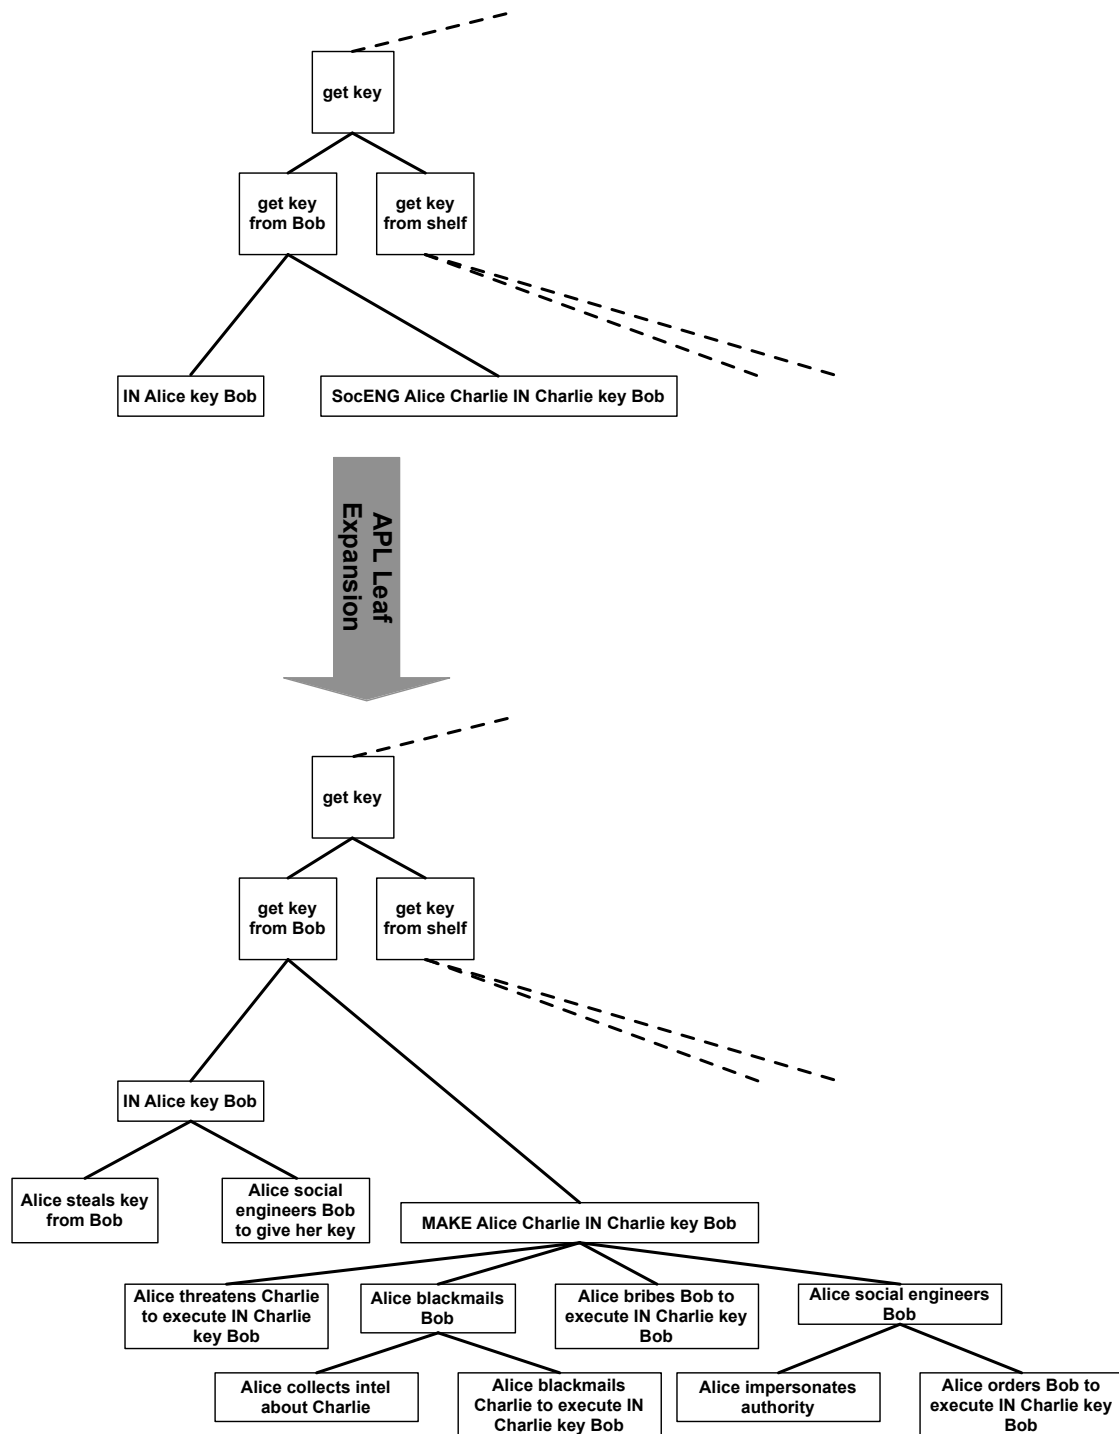 get key
get key
from Bob
get key
from shelf
IN Alice key Bob
SocENG Alice Charlie IN Charlie key Bob
APL Leaf
Expansion
get key
get key
from Bob
get key
from shelf
IN Alice key Bob
Alice steals key
from Bob
Alice social
engineers Bob
to give her key
MAKE Alice Charlie IN Charlie key Bob
Alice threatens Charlie
to execute IN Charlie
key Bob
Alice blackmails
Bob
Alice bribes Bob to
execute IN Charlie key
Bob
Alice social engineers
Bob
Alice collects intel
about Charlie
Alice blackmails
Charlie to execute IN
Charlie key Bob
Alice impersonates
authority
Alice orders Bob to
execute IN Charlie key
Bob